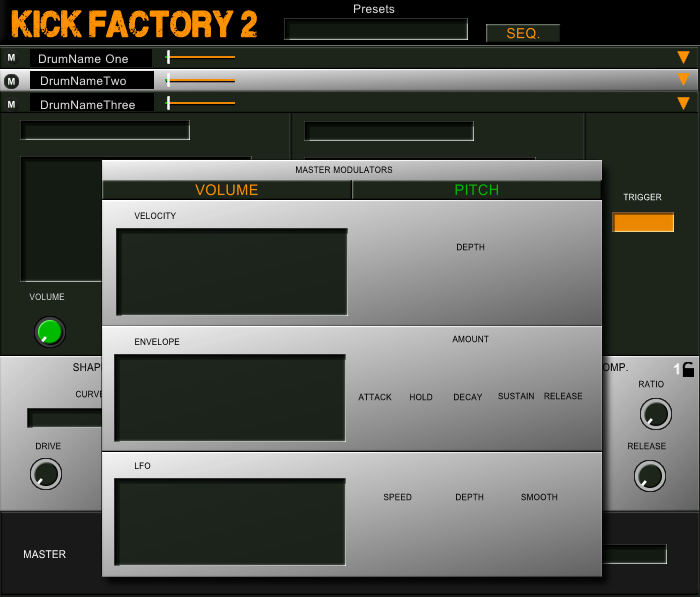 KICK FACTORY 2
Presets
SEQ.
M DrumName One
M DrumNameTwo
M DrumNameThree
MASTER MODULATORS
VOLUME PITCH
TRIGGER
VELOCITY
DEPTH
VOLUME
ENVELOPE AMOUNT
SHAP OMP. 1
RATIO
CURVE
ATTACK HOLD DECAY SUSTAIN RELEASE
DRIVE RELEASE
LFO
SPEED DEPTH SMOOTH
MASTER